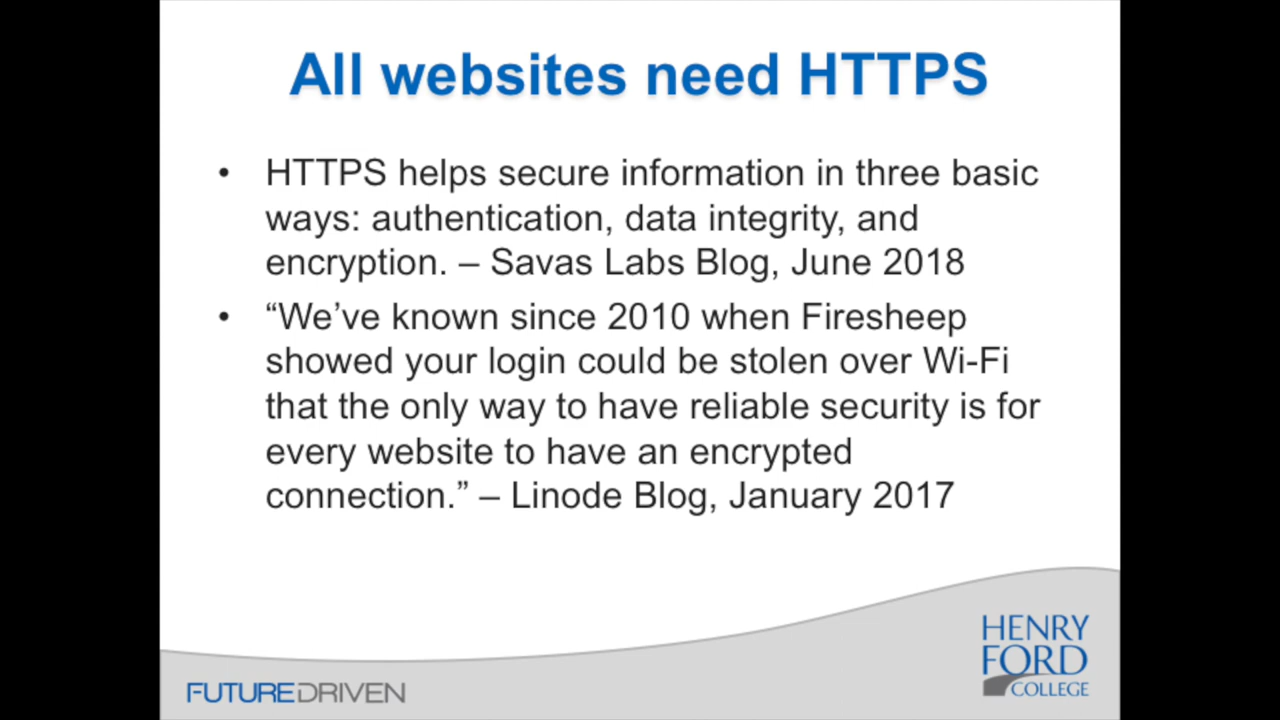 All websites need HTTPS
• HTTPS helps secure information in three basic
ways: authentication, data integrity, and
encryption. – Savas Labs Blog, June 2018
• “We’ve known since 2010 when Firesheep
showed your login could be stolen over Wi-Fi
that the only way to have reliable security is for
every website to have an encrypted
connection.” – Linode Blog, January 2017
FUTUREDRIVEN
HENRY
FORD
COLLEGE